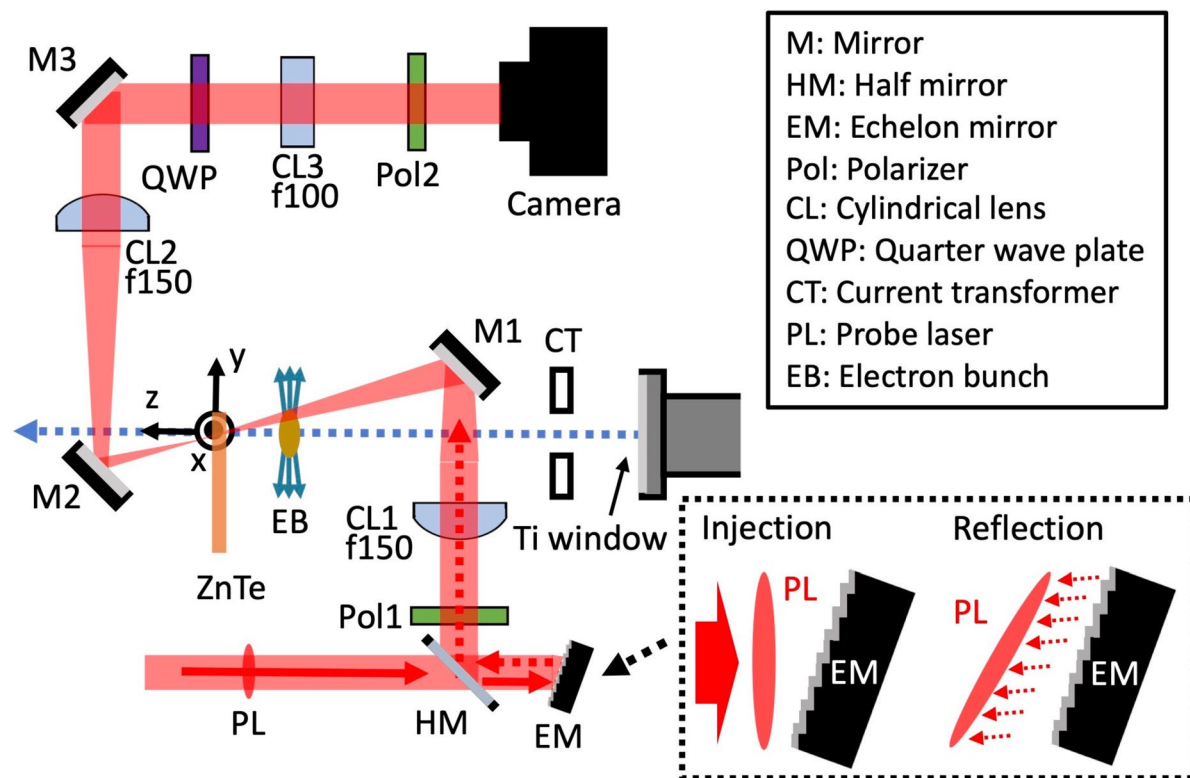 M3
QWP
CL3
f100
Pol2
Camera
CL2
f150
M: Mirror
HM: Half mirror
EM: Echelon mirror
Pol: Polarizer
CL: Cylindrical lens
QWP: Quarter wave plate
CT: Current transformer
PL: Probe laser
EB: Electron bunch
y
z
x
M1
CT
M2
EB
ZnTe
CL1
f150
Ti window
Pol1
PL
HM
EM
Injection
Reflection
PL
EM
PL
EM